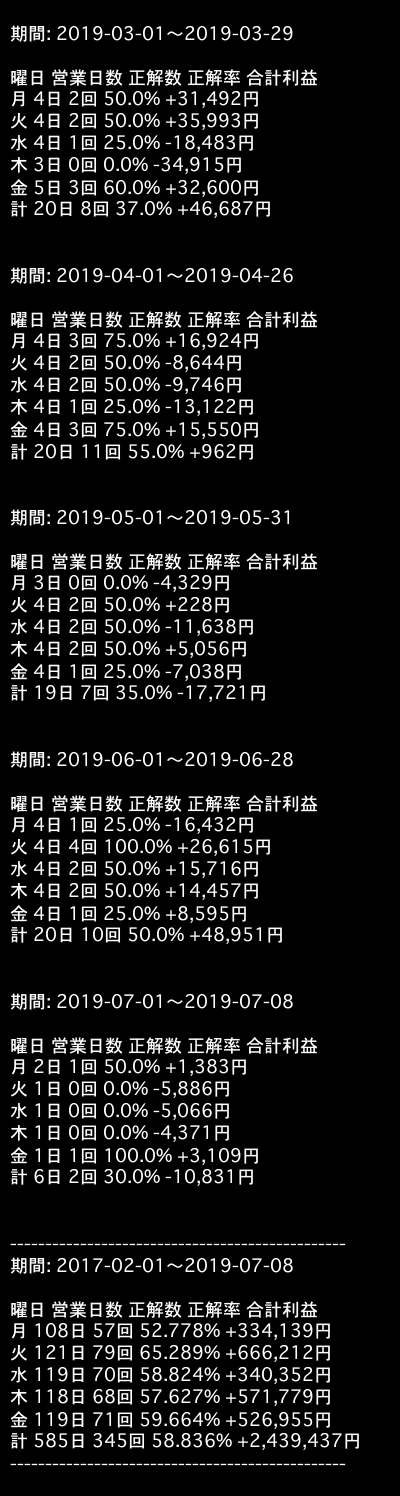 期間: 2019-03-01〜2019-03-29
曜日 営業日数 正解数 正解率 合計利益
月 4日 2回 50.0% +31,492円
火 4日 2回 50.0% +35,993円
水 4日 1回 25.0% -18,483円
木 3日 0回 0.0% -34,915円
金 5日 3回 60.0% +32,600円
計 20日 8回 37.0% +46,687円
期間: 2019-04-01〜2019-04-26
曜日 営業日数 正解数 正解率 合計利益
月 4日 3回 75.0% +16,924円
火 4日 2回 50.0% -8,644円
水 4日 2回 50.0% -9,746円
木 4日 1回 25.0% -13,122円
金 4日 3回 75.0% +15,550円
計 20日 11回 55.0% +962円
期間: 2019-05-01〜2019-05-31
曜日 営業日数 正解数 正解率 合計利益
月 3日 0回 0.0% -4,329円
火 4日 2回 50.0% +228円
水 4日 2回 50.0% -11,638円
木 4日 2回 50.0% +5,056円
金 4日 1回 25.0% -7,038円
計 19日 7回 35.0% -17,721円
期間: 2019-06-01〜2019-06-28
曜日 営業日数 正解数 正解率 合計利益
月 4日 1回 25.0% -16,432円
火 4日 4回 100.0% +26,615円
水 4日 2回 50.0% +15,716円
木 4日 2回 50.0% +14,457円
金 4日 1回 25.0% +8,595円
計 20日 10回 50.0% +48,951円
期間: 2019-07-01〜2019-07-08
曜日 営業日数 正解数 正解率 合計利益
月 2日 1回 50.0% +1,383円
火 1日 0回 0.0% -5,886円
水 1日 0回 0.0% -5,066円
木 1日 0回 0.0% -4,371円
金 1日 1回 100.0% +3,109円
計 6日 2回 30.0% -10,831円
------------------------------------------------
期間: 2017-02-01〜2019-07-08
曜日 営業日数 正解数 正解率 合計利益
月 108日 57回 52.778% +334,139円
火 121日 79回 65.289% +666,212円
水 119日 70回 58.824% +340,352円
木 118日 68回 57.627% +571,779円
金 119日 71回 59.664% +526,955円
計 585日 345回 58.836% +2,439,437円
------------------------------------------------